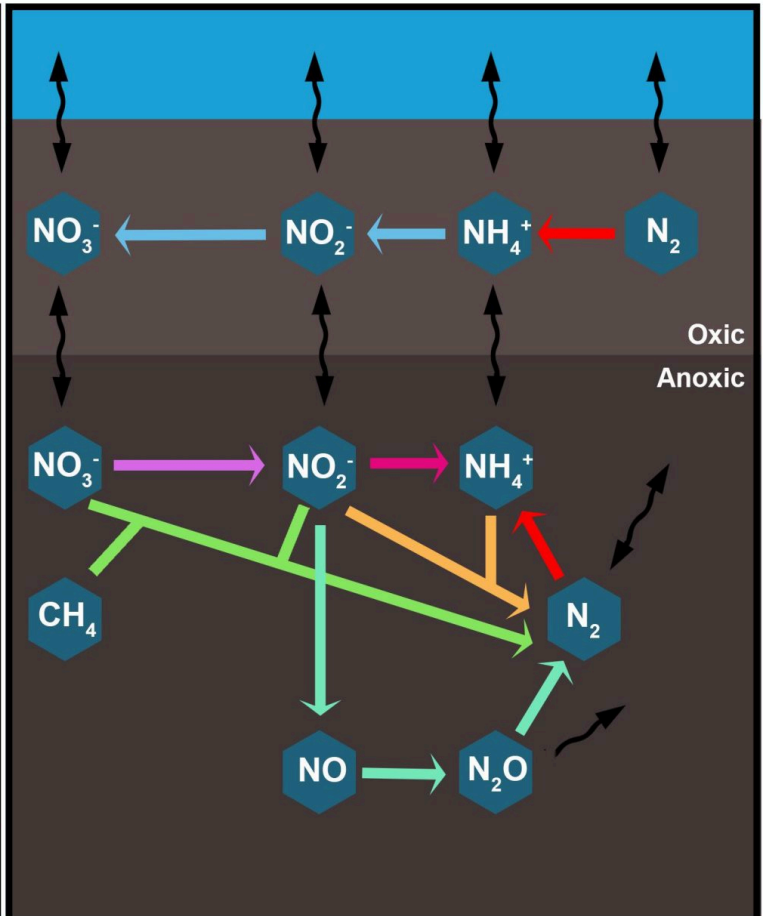 NO₃⁻
NO₂⁻
NH₄⁺
N₂
Oxic
Anoxic
NO₃⁻
NO₂⁻
NH₄⁺
CH₄
N₂
NO
N₂O